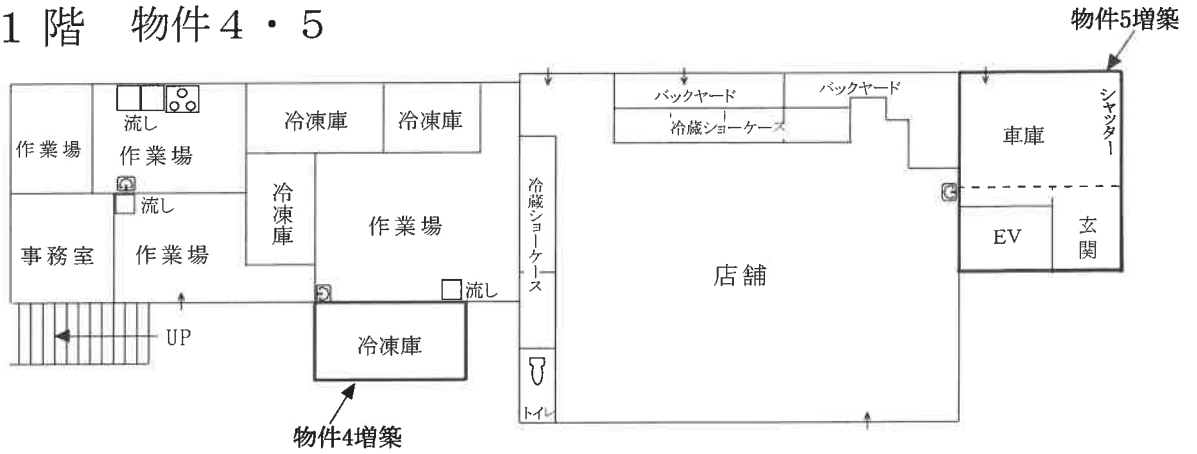 1 階　物件４・５
物件5増築
バックヤード
バックヤード
シャッター
流し
冷凍庫
冷凍庫
冷蔵ショーケース
車庫
作業場
作業場
流し
冷凍庫
冷蔵ショーケース
作業場
事務室
作業場
EV
玄関
店舗
流し
UP
冷凍庫
トイレ
物件4増築